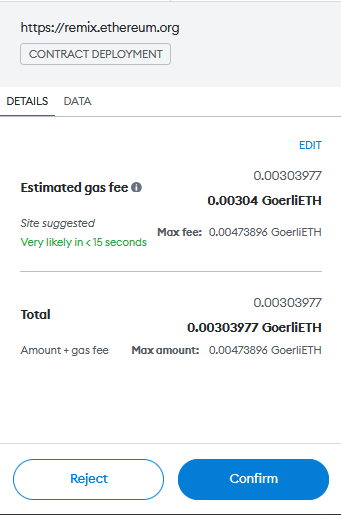 https://remix.ethereum.org
CONTRACT DEPLOYMENT
DETAILS DATA
EDIT
0.00303977
Estimated gas fee
0.00304 GoerliETH
Site suggested
Max fee: 0.00473896 GoerliETH
Very likely in < 15 seconds
0.00303977
Total
0.00303977 GoerliETH
Amount + gas fee Max amount: 0.00473896 GoerliETH
Reject Confirm